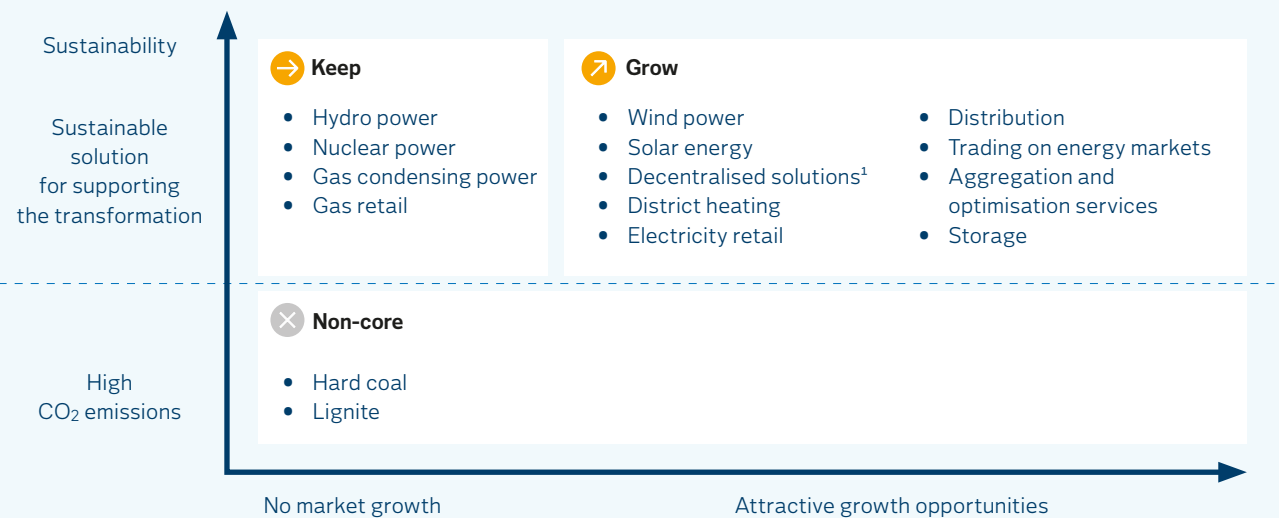 Sustainability
Sustainable
solution
for supporting
the transformation
High
CO₂ emissions
Keep
• Hydro power
• Nuclear power
• Gas condensing power
• Gas retail
Grow
• Wind power
• Solar energy
• Decentralised solutions¹
• District heating
• Electricity retail
• Distribution
• Trading on energy markets
• Aggregation and
optimisation services
• Storage
Non-core
• Hard coal
• Lignite
No market growth
Attractive growth opportunities